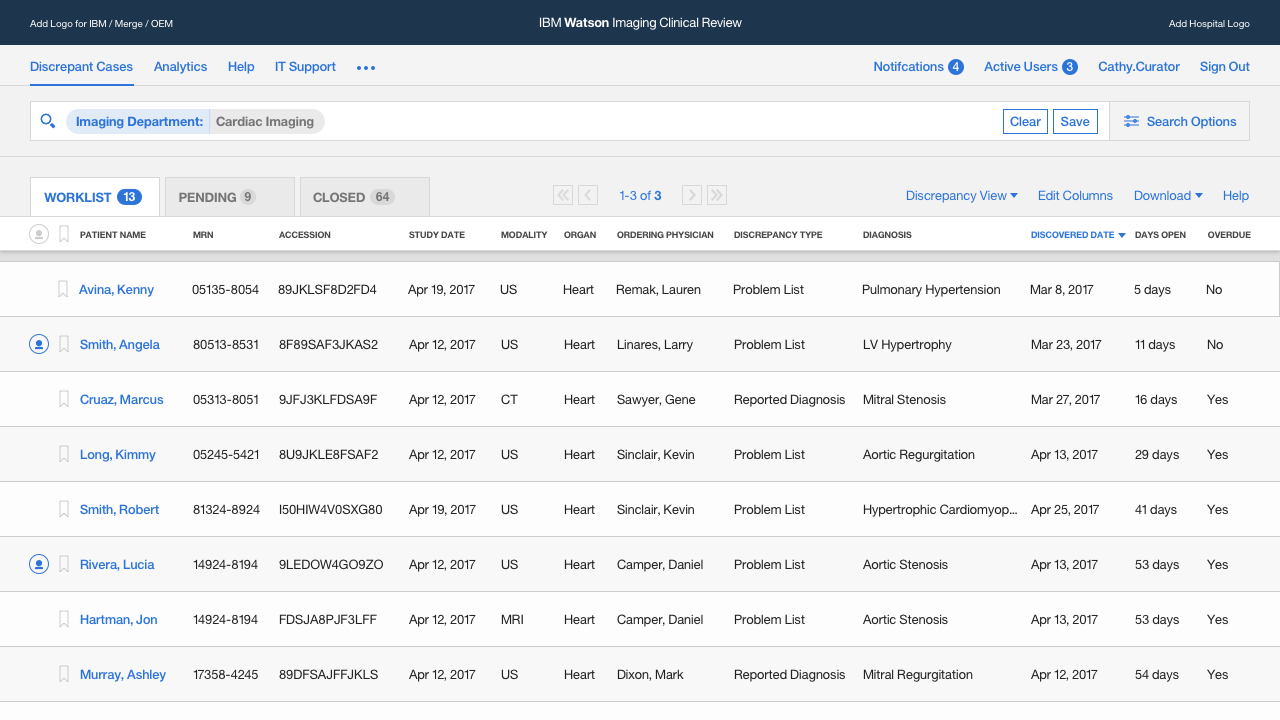 Add Logo for IBM / Merge / OEM IBM Watson Imaging Clinical Review Add Hospital Logo
Discrepant Cases Analytics Help IT Support ••• Notifcations 4 Active Users 3 Cathy.Curator Sign Out
Imaging Department: Cardiac Imaging Clear Save Search Options
WORKLIST 13 PENDING 9 CLOSED 64 1-3 of 3 Discrepancy View Edit Columns Download Help
PATIENT NAME MRN ACCESSION STUDY DATE MODALITY ORGAN ORDERING PHYSICIAN DISCREPANCY TYPE DIAGNOSIS DISCOVERED DATE DAYS OPEN OVERDUE
Avina, Kenny 05135-8054 89JKLSF8D2FD4 Apr 19, 2017 US Heart Remak, Lauren Problem List Pulmonary Hypertension Mar 8, 2017 5 days No
Smith, Angela 80513-8531 8F89SAF3JKAS2 Apr 12, 2017 US Heart Linares, Larry Problem List LV Hypertrophy Mar 23, 2017 11 days No
Cruaz, Marcus 05313-8051 9JFJ3KLFDSA9F Apr 12, 2017 CT Heart Sawyer, Gene Reported Diagnosis Mitral Stenosis Mar 27, 2017 16 days Yes
Long, Kimmy 05245-5421 8U9JKLE8FSAF2 Apr 12, 2017 US Heart Sinclair, Kevin Problem List Aortic Regurgitation Apr 13, 2017 29 days Yes
Smith, Robert 81324-8924 I50HIW4V0SXG80 Apr 19, 2017 US Heart Sinclair, Kevin Problem List Hypertrophic Cardiomyop... Apr 25, 2017 41 days Yes
Rivera, Lucia 14924-8194 9LEDOW4GO9ZO Apr 12, 2017 US Heart Camper, Daniel Problem List Aortic Stenosis Apr 13, 2017 53 days Yes
Hartman, Jon 14924-8194 FDSJA8PJF3LFF Apr 12, 2017 MRI Heart Camper, Daniel Problem List Aortic Stenosis Apr 13, 2017 53 days Yes
Murray, Ashley 17358-4245 89DFSAJFFJKLS Apr 12, 2017 US Heart Dixon, Mark Reported Diagnosis Mitral Regurgitation Apr 12, 2017 54 days Yes